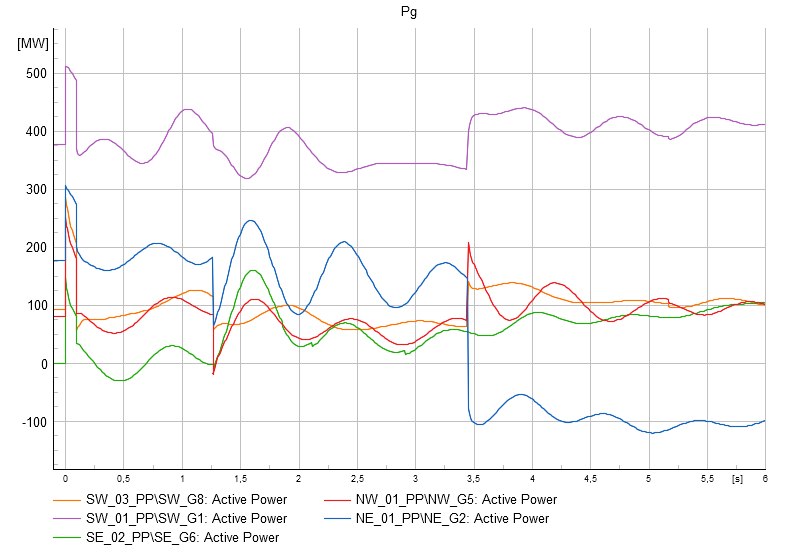 Pg
[MW]
500
400
300
200
100
0
-100
0 0,5 1 1,5 2 2,5 3 3,5 4 4,5 5 5,5 [s] 6
SW_03_PP\SW_G8: Active Power NW_01_PP\NW_G5: Active Power
SW_01_PP\SW_G1: Active Power NE_01_PP\NE_G2: Active Power
SE_02_PP\SE_G6: Active Power